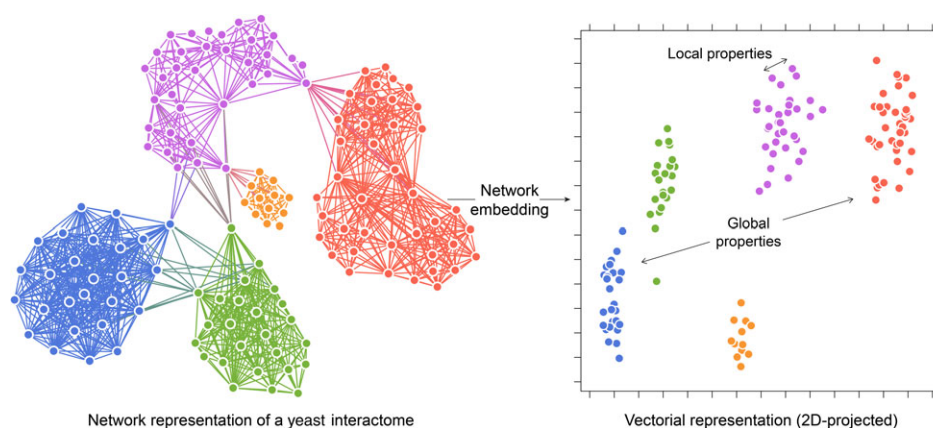 Local properties
Network
embedding
Global
properties
Network representation of a yeast interactome
Vectorial representation (2D-projected)